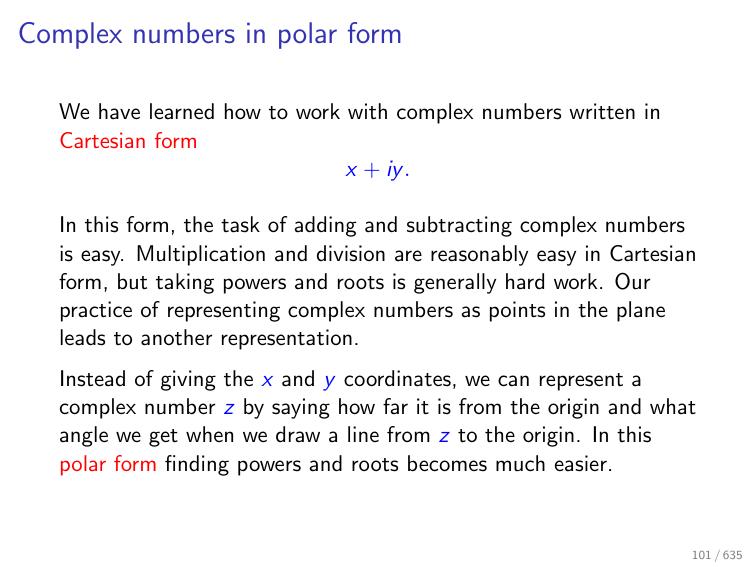 Complex numbers in polar form
We have learned how to work with complex numbers written in
Cartesian form
x + iy.
In this form, the task of adding and subtracting complex numbers
is easy. Multiplication and division are reasonably easy in Cartesian
form, but taking powers and roots is generally hard work. Our
practice of representing complex numbers as points in the plane
leads to another representation.
Instead of giving the x and y coordinates, we can represent a
complex number z by saying how far it is from the origin and what
angle we get when we draw a line from z to the origin. In this
polar form finding powers and roots becomes much easier.
101 / 635